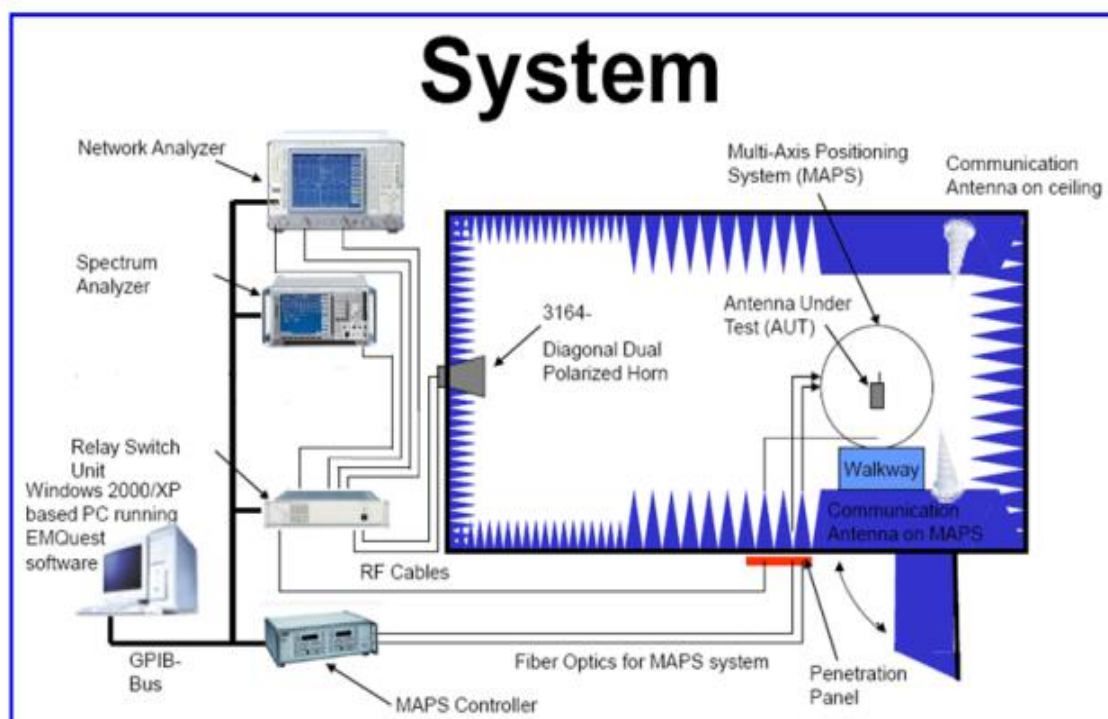 System
Network Analyzer
Multi-Axis Positioning
System (MAPS)
Communication
Antenna on ceiling
Spectrum
Analyzer
3164-
Diagonal Dual
Polarized Horn
Antenna Under
Test (AUT)
Relay Switch
Unit
Windows 2000/XP
based PC running
EMQuest
software
Walkway
Communication
Antenna on MAPS
RF Cables
GPIB-
Bus
Fiber Optics for MAPS system
Penetration
Panel
MAPS Controller